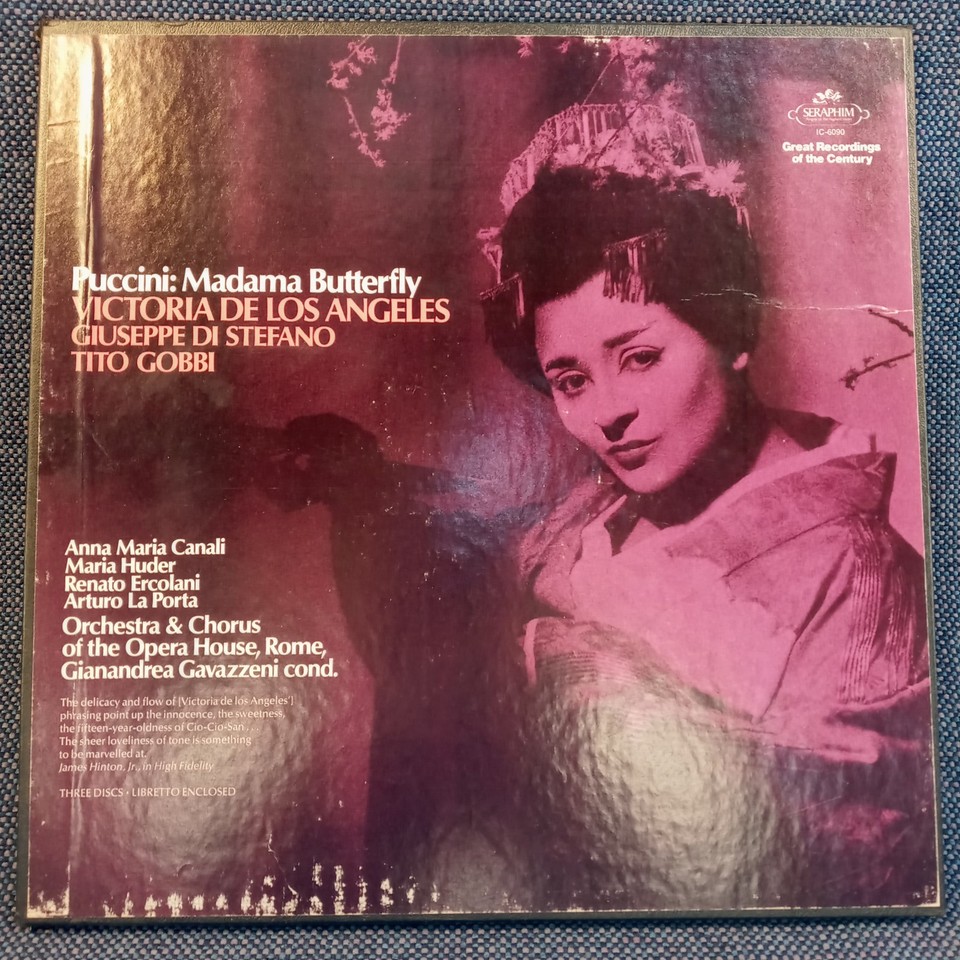 SERAPHIM
IC-6090
Great Recordings
of the Century
Puccini: Madama Butterfly
VICTORIA DE LOS ANGELES
GIUSEPPE DI STEFANO
TITO GOBBI
Anna Maria Canali
Maria Huder
Renato Ercolani
Arturo La Porta
Orchestra & Chorus
of the Opera House, Rome,
Gianandrea Gavazzeni cond.
The delicacy and flow of [Victoria de los Angeles']
phrasing point up the innocence, the sweetness,
the fifteen-year-oldness of Cio-Cio-San . . .
The sheer loveliness of tone is something
to be marvelled at.
James Hinton, Jr., in High Fidelity
THREE DISCS • LIBRETTO ENCLOSED